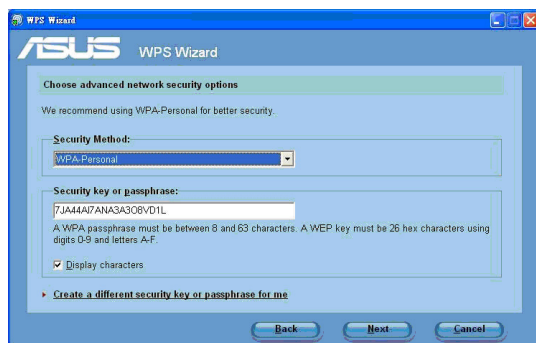 WPS Wizard
ASUS WPS Wizard
Choose advanced network security options
We recommend using WPA-Personal for better security.
Security Method:
WPA-Personal
Security key or passphrase:
7JA44AI7ANA3A3O8VD1L
A WPA passphrase must be between 8 and 63 characters. A WEP key must be 26 hex characters using
digits 0-9 and letters A-F.
Display characters
Create a different security key or passphrase for me
Back Next Cancel